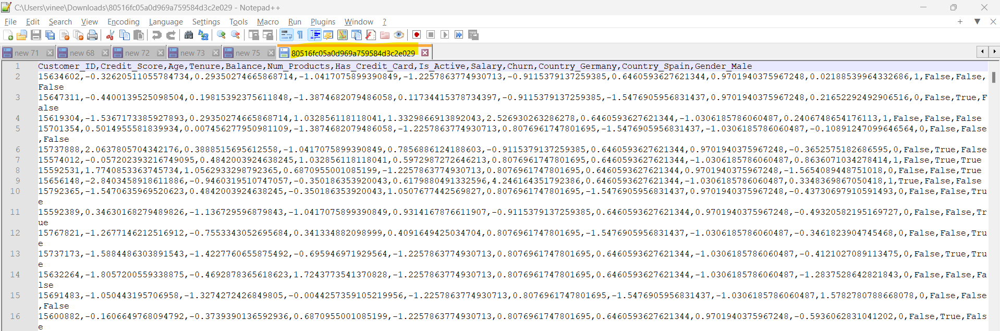 C:\Users\vinee\Downloads\80516fc05a0d969a759584d3c2e029 - Notepad++
File Edit Search View Encoding Language Settings Tools Macro Run Plugins Window ?
new 71 new 68 new 72 new 73 new 75 80516fc05a0d969a759584d3c2e029
1 Customer_ID,Credit_Score,Age,Tenure,Balance,Num_Products,Has_Credit_Card,Is_Active,Salary,Churn,Country_Germany,Country_Spain,Gender_Male
2 15634602,-0.32620511055784734,0.29350274665868714,-1.0417075899390849,-1.2257863774930713,-0.9115379137259385,0.6460593627621344,0.9701940375967248,0.02188539964332686,1,False,False,
False
3 15647311,-0.4400139525098504,0.19815392375611848,-1.3874682079486058,0.11734415378734397,-0.9115379137259385,-1.5476905956831437,0.9701940375967248,0.21652292492906516,0,False,True,F
alse
4 15619304,-1.5367173385927893,0.29350274665868714,1.032856118118041,1.3329866913892043,2.526930263286278,0.6460593627621344,-1.0306185786060487,0.2406748654176113,1,False,False,False
5 15701354,0.5014955581839934,0.007456277950981109,-1.3874682079486058,-1.2257863774930713,0.8076961747801695,-1.5476905956831437,-1.0306185786060487,-0.10891247099646564,0,False,False
,False
6 15737888,2.0637805704342176,0.3888515695612558,-1.0417075899390849,0.7856886124188603,-0.9115379137259385,0.6460593627621344,0.9701940375967248,-0.3652575182686595,0,False,True,False
7 15574012,-0.057202393216749095,0.4842003924638245,1.032856118118041,0.5972987272646213,0.8076961747801695,0.6460593627621344,-1.0306185786060487,0.8636071034278414,1,False,True,True
8 15592531,1.7740853363745734,1.0562933298792365,0.6870955001085199,-1.2257863774930713,0.8076961747801695,0.6460593627621344,0.9701940375967248,-1.5654089448751018,0,False,False,True
9 15656148,-2.8403458918611886,-0.9460319510747057,-0.350186353920043,0.6179880491332596,4.246164351792386,0.6460593627621344,-1.0306185786060487,0.3348369867050418,1,True,False,False
10 15792365,-1.5470635969520623,0.4842003924638245,-0.350186353920043,1.0507677442569827,0.8076961747801695,-1.5476905956831437,0.9701940375967248,-0.43730697910591493,0,False,False,Tru
e
11 15592389,0.34630168279489826,-1.136729596879843,-1.0417075899390849,0.9314167876611907,-0.9115379137259385,0.6460593627621344,0.9701940375967248,-0.49320582195169727,0,False,False,Tr
ue
12 15767821,-1.2677146212516912,-0.7553343052695684,0.341334882098999,0.4091649425034704,0.8076961747801695,-1.5476905956831437,-1.0306185786060487,-0.3461823904745468,0,False,False,Tru
e
13 15737173,-1.5884486303891543,-1.4227760655875492,-0.695946971929564,-1.2257863774930713,0.8076961747801695,0.6460593627621344,-1.0306185786060487,-0.4121027089113475,0,False,True,Tru
e
14 15632264,-1.8057200559338875,-0.4692878365618623,1.7243773541370828,-1.2257863774930713,0.8076961747801695,0.6460593627621344,-1.0306185786060487,-1.2837528642821843,0,False,False,Fa
lse
15 15691483,-1.050443195706958,-1.3274272426849805,-0.0044257359105219956,-1.2257863774930713,0.8076961747801695,-1.5476905956831437,-1.0306185786060487,1.5782780788668078,0,False,False
,False
16 15600882,-0.1606649768094792,-0.3739390136592936,0.6870955001085199,-1.2257863774930713,0.8076961747801695,0.6460593627621344,0.9701940375967248,-0.5936062831041202,0,False,True,Fals
e